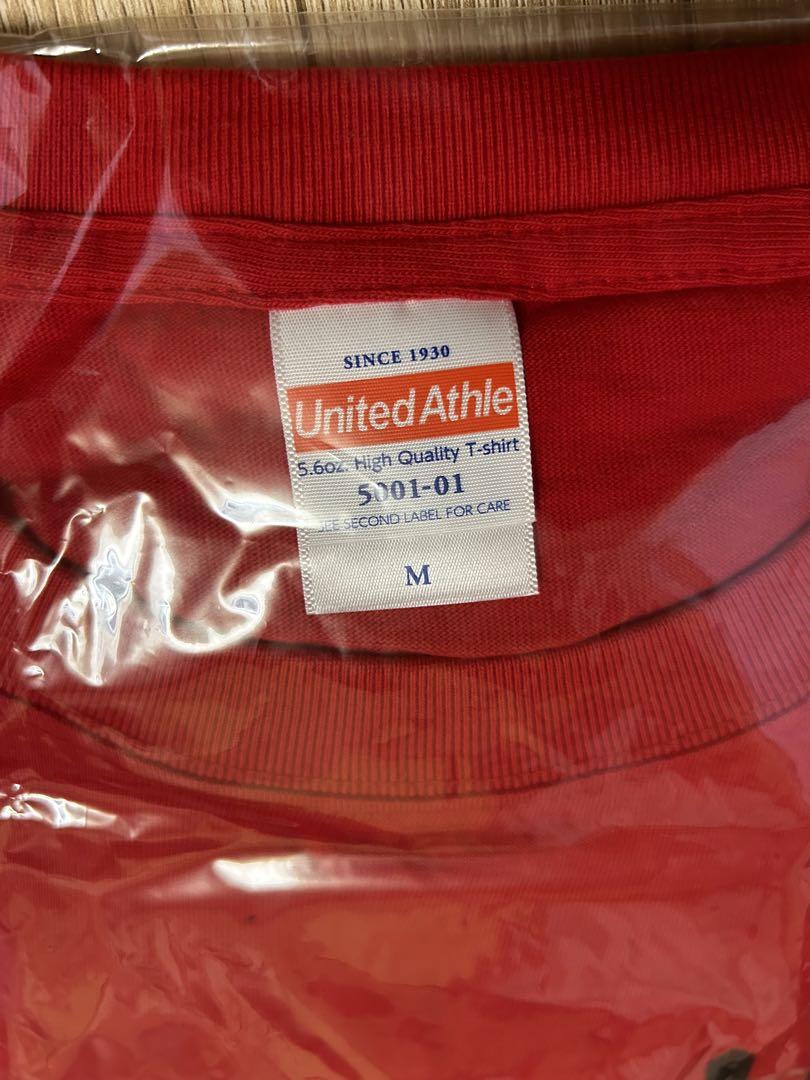 SINCE 1930
United Athle
5.6oz. High Quality T-shirt
5001-01
SEE SECOND LABEL FOR CARE
M